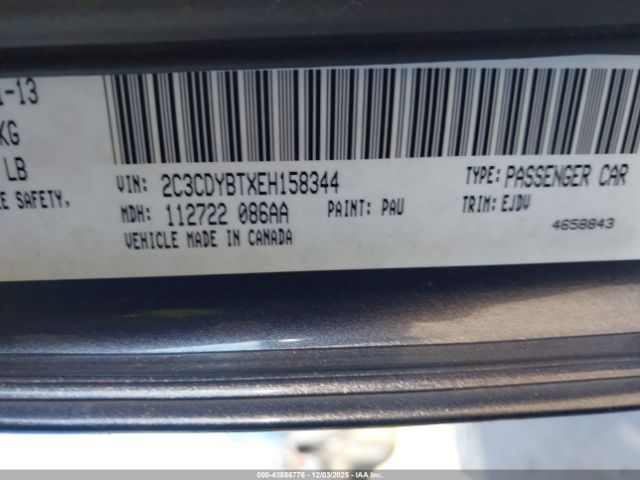 1-13
KG
LB
E SAFETY,
VIN: 2C3CDYBTXEH158344
TYPE: PASSENGER CAR
MDH: 112722 086AA
PAINT: PAU
TRIM: EJDV
VEHICLE MADE IN CANADA
4658843
000-43856776 - 12/03/2025 - IAA Inc.